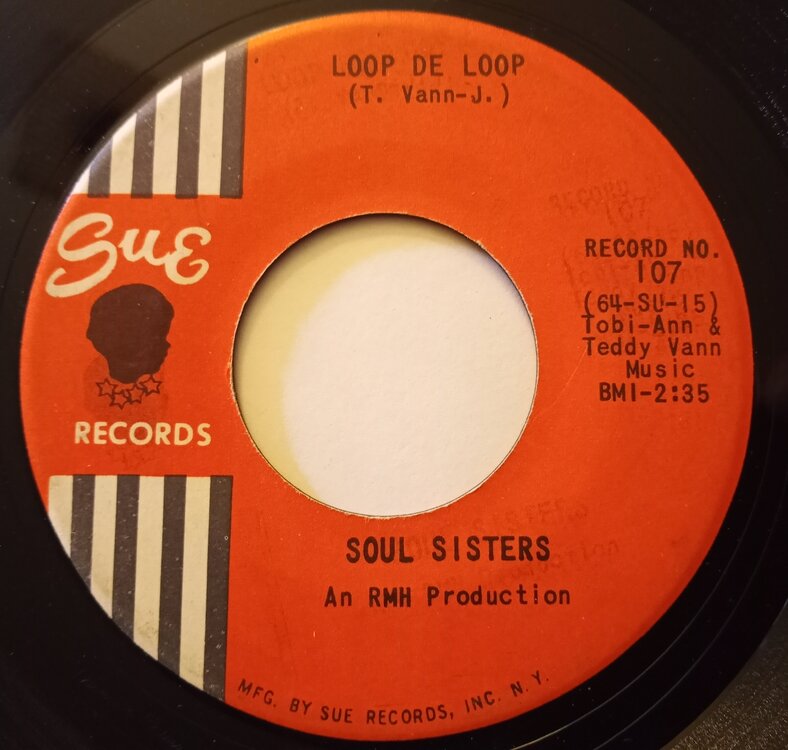 LOOP DE LOOP
(T. Vann-J.)
Sue
RECORDS
RECORD NO.
107
(64-SU-15)
Tobi-Ann &
Teddy Vann
Music
BMI-2:35
SOUL SISTERS
An RMH Production
MFG. BY SUE RECORDS, INC. N.Y.